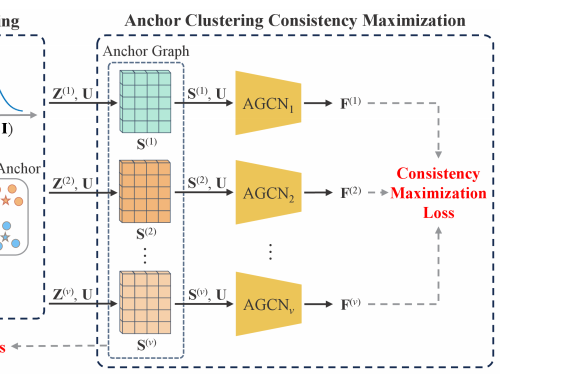 ing
Anchor Clustering Consistency Maximization
Anchor Graph
Z⁽¹⁾, U
S⁽¹⁾, U
AGCN₁
F⁽¹⁾
I)
S⁽¹⁾
Anchor
Z⁽²⁾, U
S⁽²⁾, U
AGCN₂
F⁽²⁾
Consistency
Maximization
Loss
S⁽²⁾
⋮
⋮
Z⁽ᵛ⁾, U
S⁽ᵛ⁾, U
AGCNᵥ
F⁽ᵛ⁾
S⁽ᵛ⁾
s